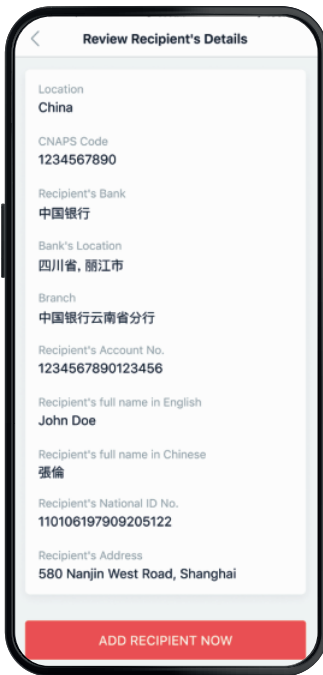 Review Recipient's Details
Location
China
CNAPS Code
1234567890
Recipient's Bank
中国银行
Bank's Location
四川省, 丽江市
Branch
中国银行云南省分行
Recipient's Account No.
1234567890123456
Recipient's full name in English
John Doe
Recipient's full name in Chinese
張倫
Recipient's National ID No.
110106197909205122
Recipient's Address
580 Nanjin West Road, Shanghai
ADD RECIPIENT NOW